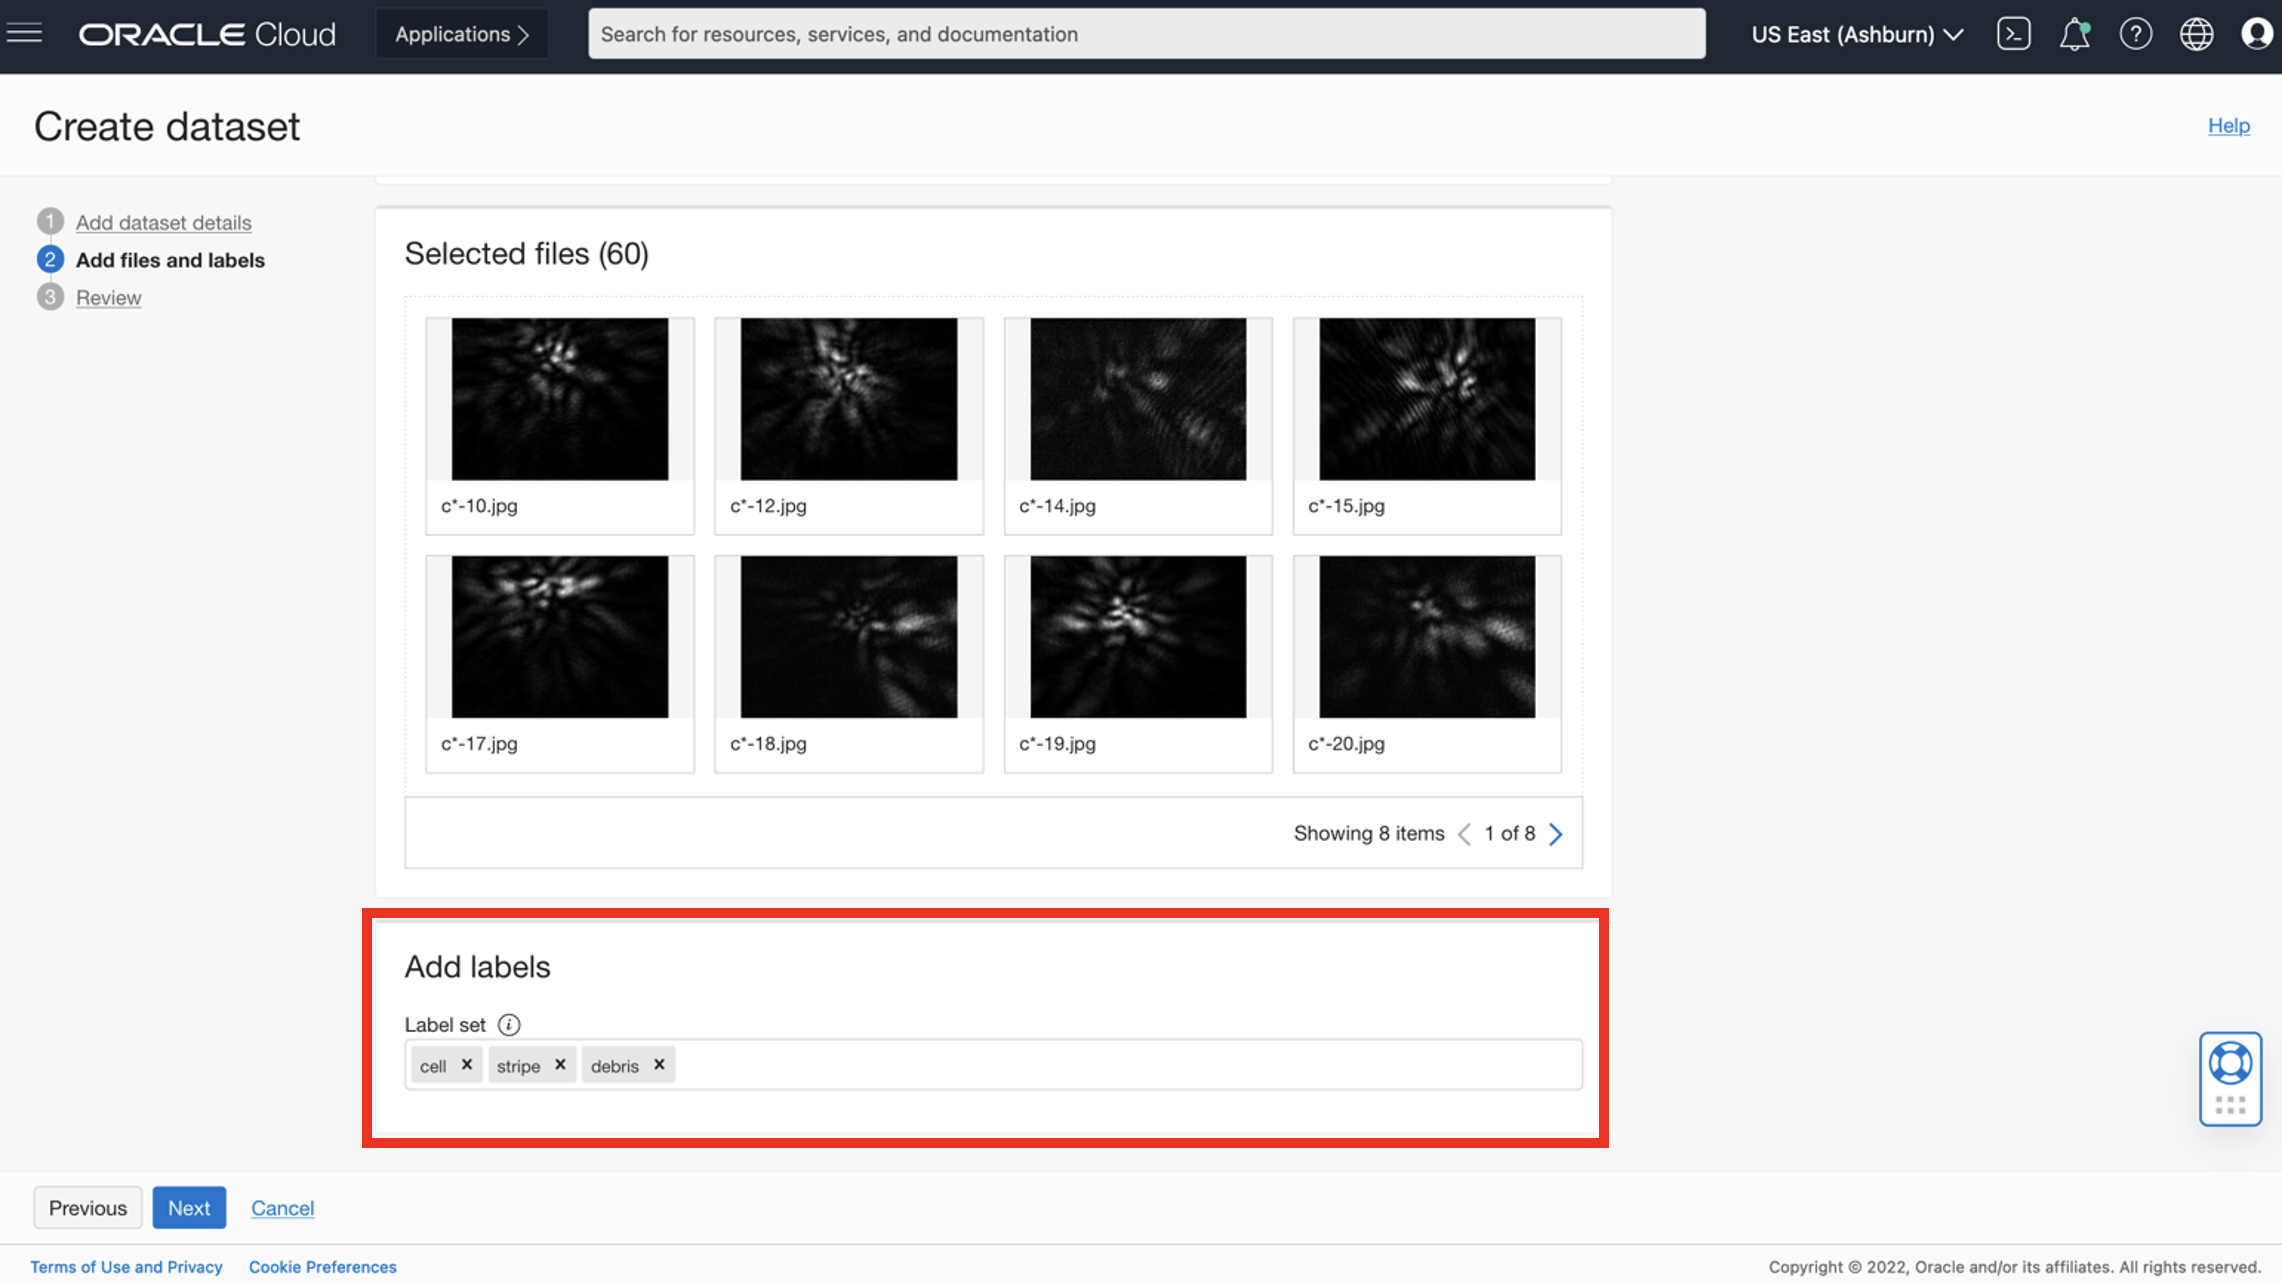 ORACLE Cloud
Applications
Search for resources, services, and documentation
US East (Ashburn)
Create dataset
Help
1 Add dataset details
2 Add files and labels
3 Review
Selected files (60)
c*-10.jpg
c*-12.jpg
c*-14.jpg
c*-15.jpg
c*-17.jpg
c*-18.jpg
c*-19.jpg
c*-20.jpg
Showing 8 items 1 of 8
Add labels
Label set
cell × stripe × debris ×
Previous Next Cancel
Terms of Use and Privacy Cookie Preferences
Copyright © 2022, Oracle and/or its affiliates. All rights reserved.